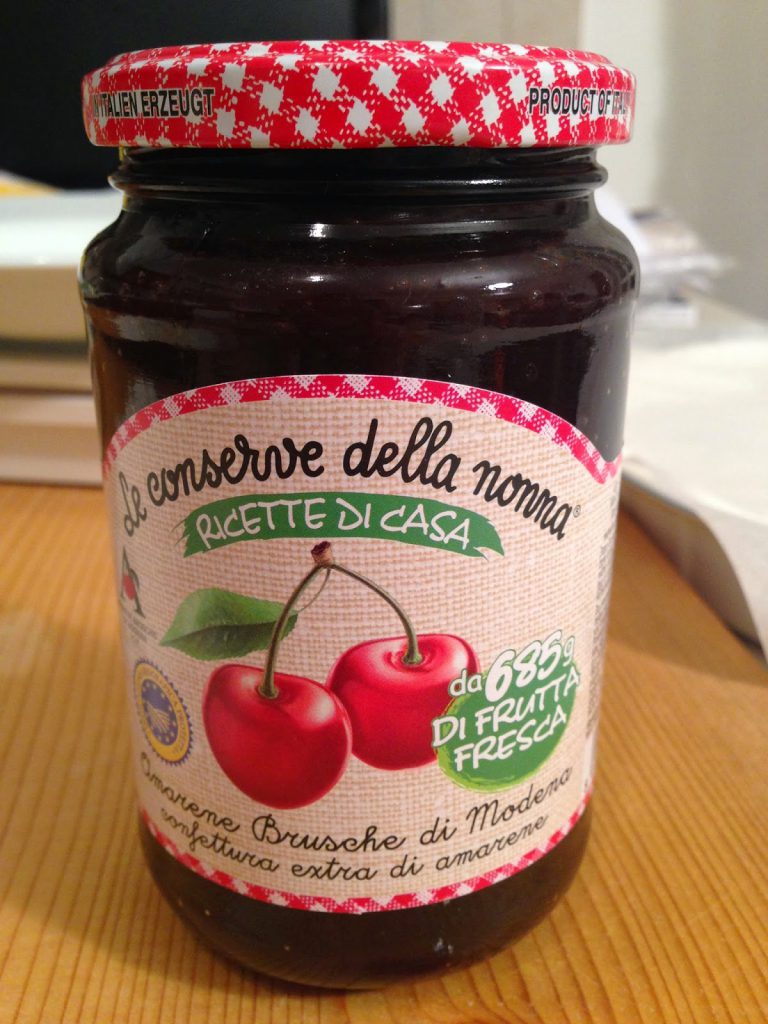 N ITALIEN ERZEUGT
PRODUCT OF ITAL
Le conserve della nonna®
RICETTE DI CASA
da 685g
DI FRUTTA
FRESCA
Amarene Brusche di Modena
confettura extra di amarene